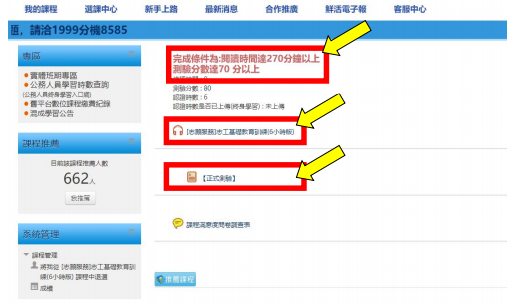 我的課程 選課中心 新手上路 最新消息 合作推廣 鮮活電子報 客服中心
，請洽1999分機8585
專區
實體班期專區
公務人員學習時數查詢
(公務人員終身學習入口網)
舊平台數位課程繳費紀錄
混成學習公告
課程推薦
目前該課程推薦人數
662人
我推薦
系統管理
課程管理
將我從 [志願服務]志工基礎教育訓
練(6小時版) 課程中退選
成績
完成條件為:閱讀時間達270分鐘以上
測驗分數達70 分以上
測驗分數 : 80
認證時數 : 6
認證時數是否已上傳(終身學習) : 未上傳
[志願服務]志工基礎教育訓練(6小時版)
【正式測驗】
課程滿意度問卷調查表
推薦課程